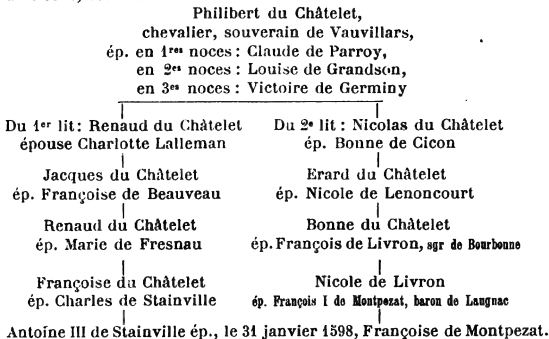 Philibert du Châtelet,
chevalier, souverain de Vauvillars,
ép. en 1res noces : Claude de Parroy,
en 2es noces : Louise de Grandson,
en 3es noces : Victoire de Germiny
Du 1er lit : Renaud du Châtelet
épouse Charlotte Lalleman
Du 2e lit : Nicolas du Châtelet
ép. Bonne de Cicon
Jacques du Châtelet
ép. Françoise de Beauveau
Erard du Châtelet
ép. Nicole de Lenoncourt
Renaud du Châtelet
ép. Marie de Fresnau
Bonne du Châtelet
ép. François de Livron, sgr de Bourbonne
Françoise du Châtelet
ép. Charles de Stainville
Nicole de Livron
ép. François I de Montpezat, baron de Laugnac
Antoine III de Stainville ép., le 31 janvier 1598, Françoise de Montpezat.